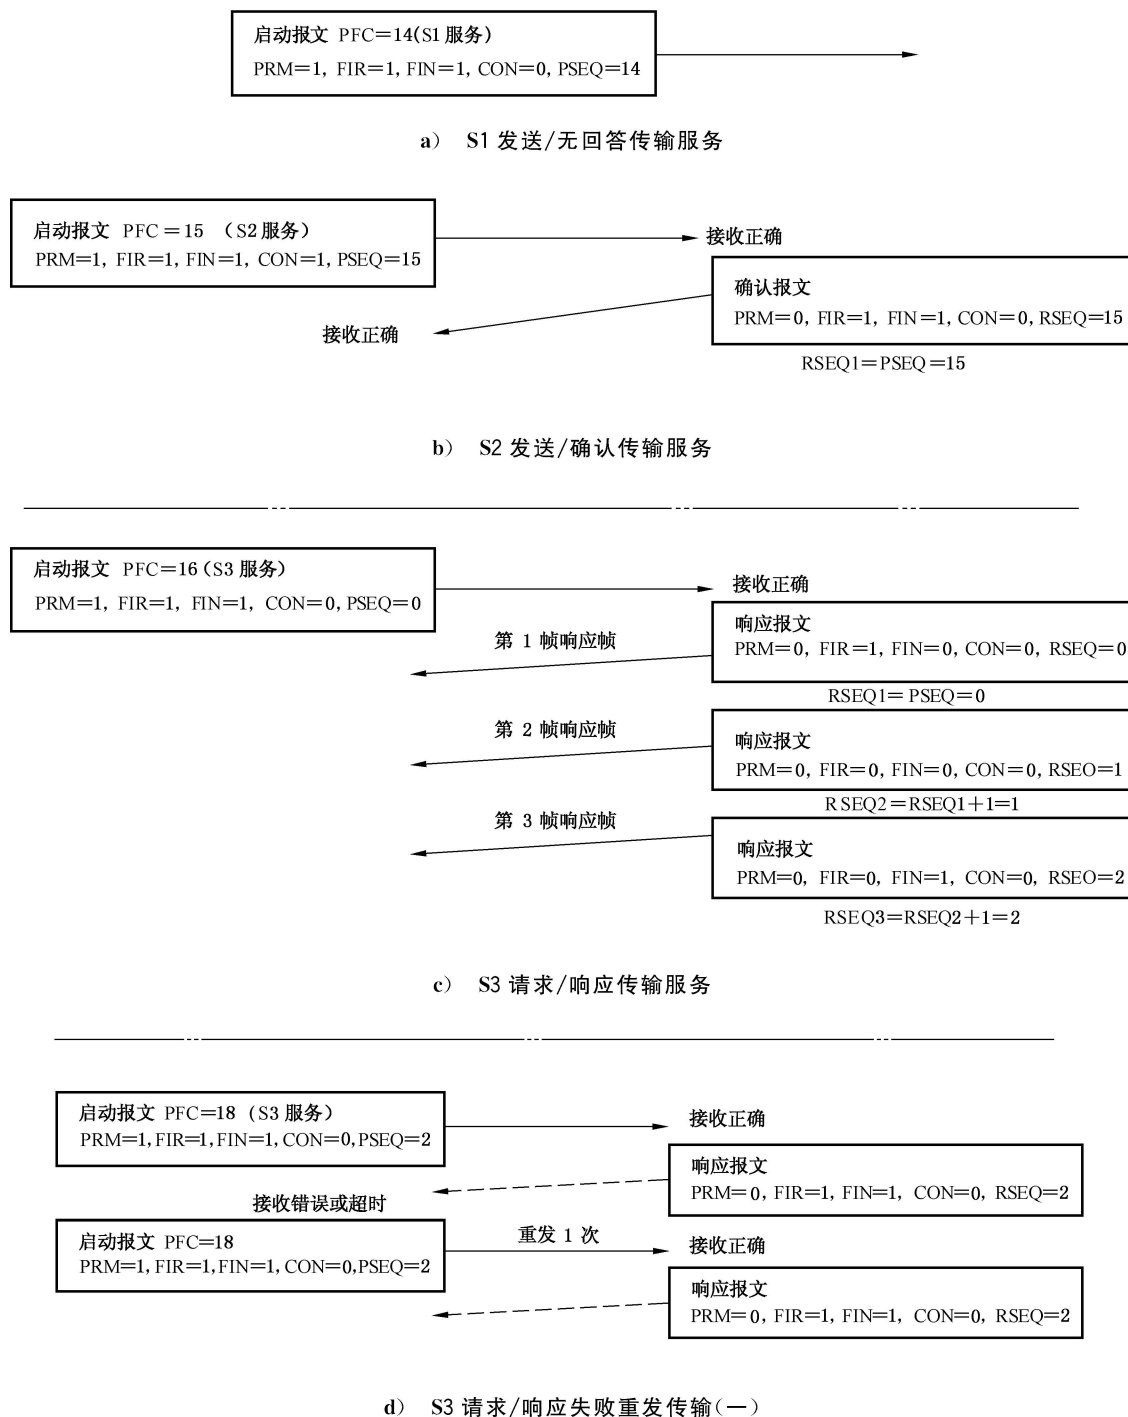 启动报文 PFC=14(S1服务)
PRM=1, FIR=1, FIN=1, CON=0, PSEQ=14
a) S1发送/无回答传输服务
启动报文 PFC=15 (S2服务)
PRM=1, FIR=1, FIN=1, CON=1, PSEQ=15
接收正确
确认报文
PRM=0, FIR=1, FIN=1, CON=0, RSEQ=15
接收正确
RSEQ1=PSEQ=15
b) S2发送/确认传输服务
启动报文 PFC=16(S3服务)
PRM=1, FIR=1, FIN=1, CON=0, PSEQ=0
接收正确
第1帧响应帧
响应报文
PRM=0, FIR=1, FIN=0, CON=0, RSEQ=0
RSEQ1=PSEQ=0
第2帧响应帧
响应报文
PRM=0, FIR=0, FIN=0, CON=0, RSEO=1
RSEQ2=RSEQ1+1=1
第3帧响应帧
响应报文
PRM=0, FIR=0, FIN=1, CON=0, RSEO=2
RSEQ3=RSEQ2+1=2
c) S3请求/响应传输服务
启动报文 PFC=18 (S3服务)
PRM=1, FIR=1, FIN=1, CON=0, PSEQ=2
接收正确
响应报文
PRM=0, FIR=1, FIN=1, CON=0, RSEQ=2
接收错误或超时
启动报文 PFC=18
PRM=1, FIR=1, FIN=1, CON=0, PSEQ=2
重发1次
接收正确
响应报文
PRM=0, FIR=1, FIN=1, CON=0, RSEQ=2
d) S3请求/响应失败重发传输(一)